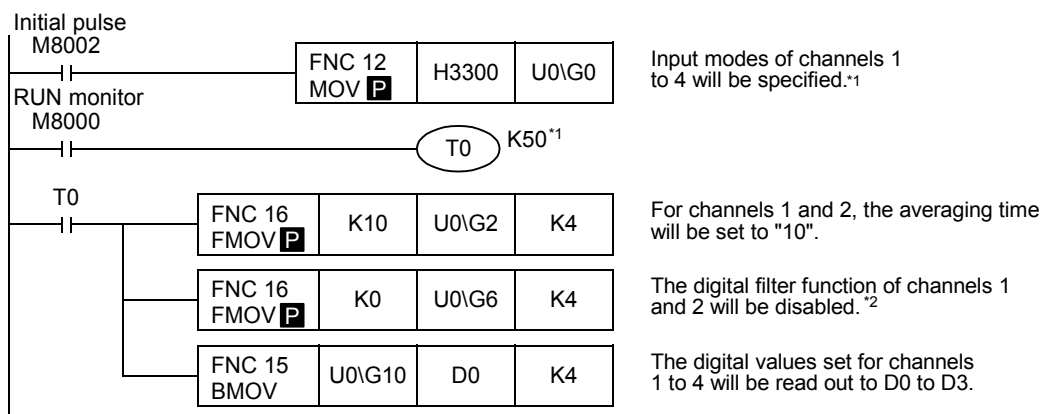 Initial pulse
M8002
FNC 12
MOV P
H3300
U0\G0
Input modes of channels 1
to 4 will be specified.*1
RUN monitor
M8000
T0
K50*1
T0
FNC 16
FMOV P
K10
U0\G2
K4
For channels 1 and 2, the averaging time
will be set to "10".
FNC 16
FMOV P
K0
U0\G6
K4
The digital filter function of channels 1
and 2 will be disabled. *2
FNC 15
BMOV
U0\G10
D0
K4
The digital values set for channels
1 to 4 will be read out to D0 to D3.